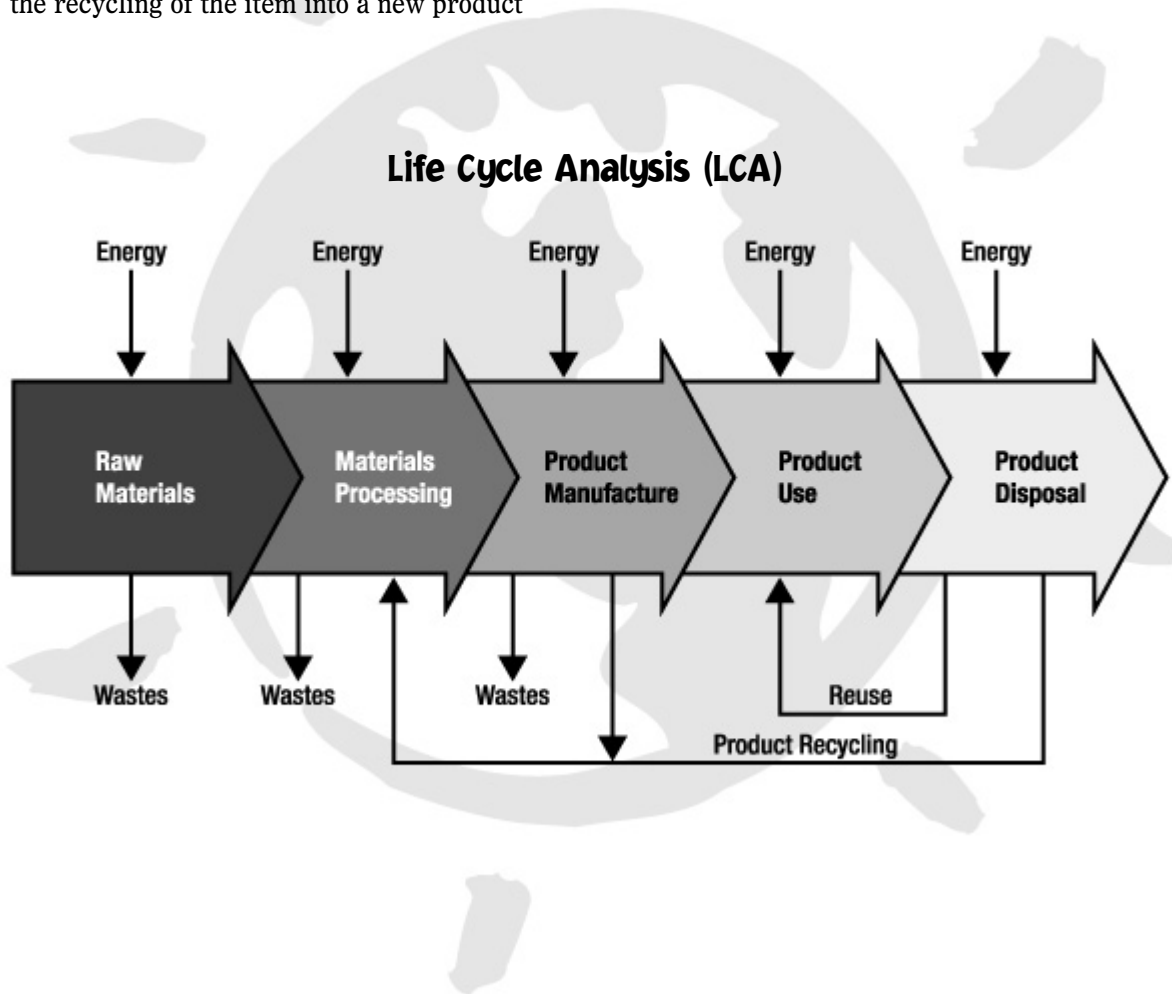 the recycling of the item into a new product
Life Cycle Analysis (LCA)
Energy
Energy
Energy
Energy
Energy
Raw
Materials
Materials
Processing
Product
Manufacture
Product
Use
Product
Disposal
Wastes
Wastes
Wastes
Reuse
Product Recycling